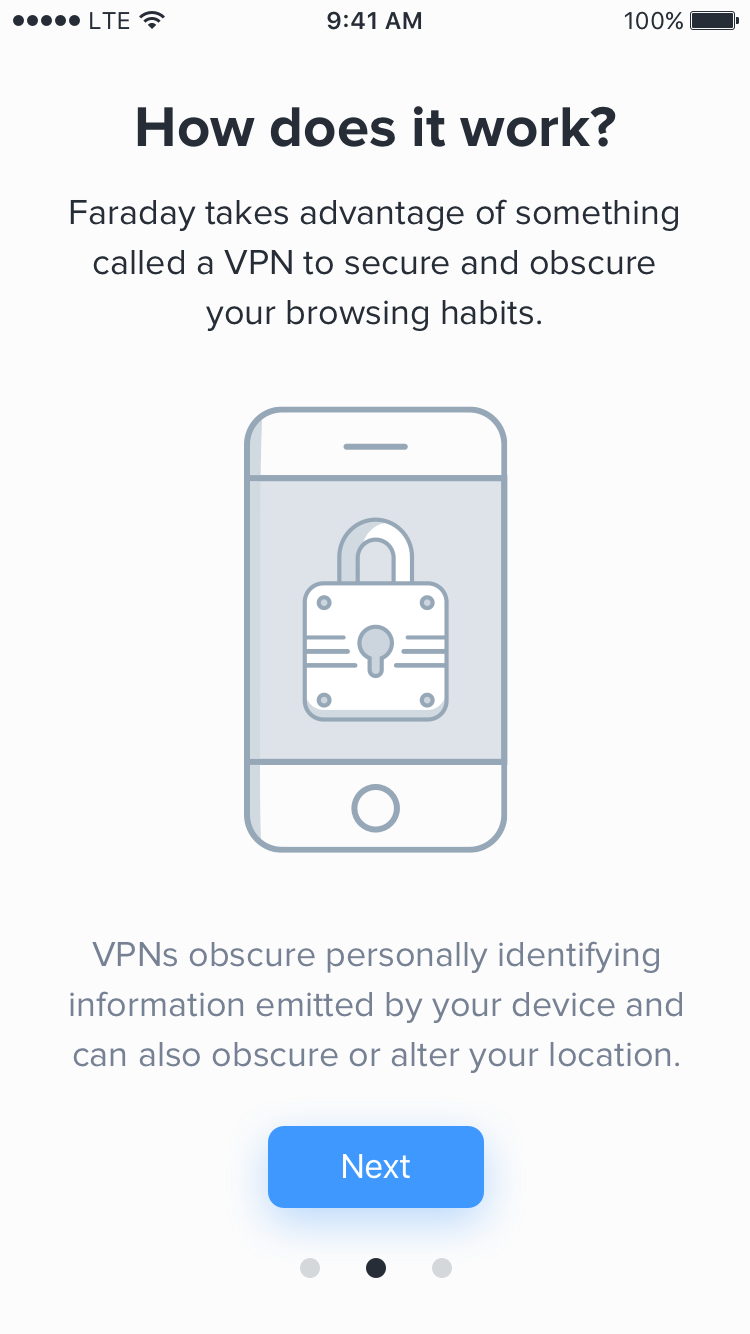 LTE 9:41 AM 100%
How does it work?
Faraday takes advantage of something
called a VPN to secure and obscure
your browsing habits.
VPNs obscure personally identifying
information emitted by your device and
can also obscure or alter your location.
Next